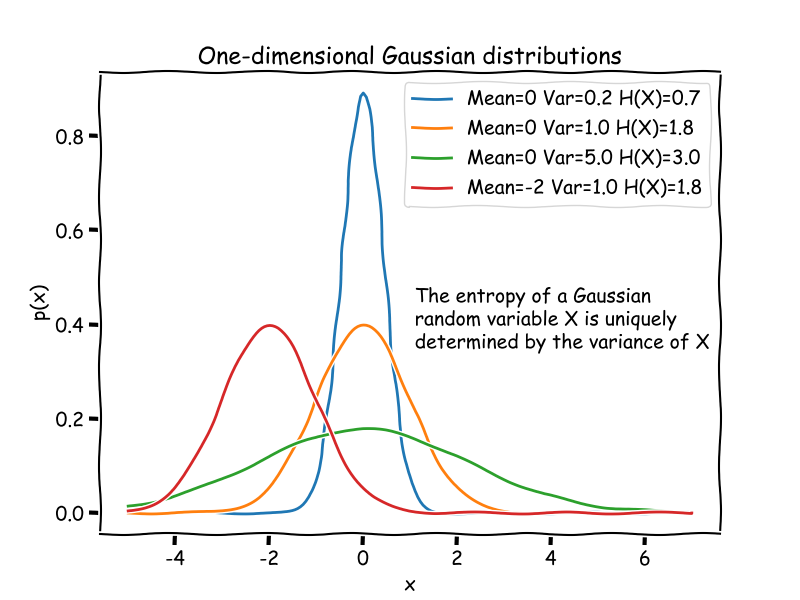 One-dimensional Gaussian distributions
Mean=0 Var=0.2 H(X)=0.7
Mean=0 Var=1.0 H(X)=1.8
Mean=0 Var=5.0 H(X)=3.0
Mean=-2 Var=1.0 H(X)=1.8
The entropy of a Gaussian
random variable X is uniquely
determined by the variance of X
p(x)
0.8
0.6
0.4
0.2
0.0
-4 -2 0 2 4 6
x